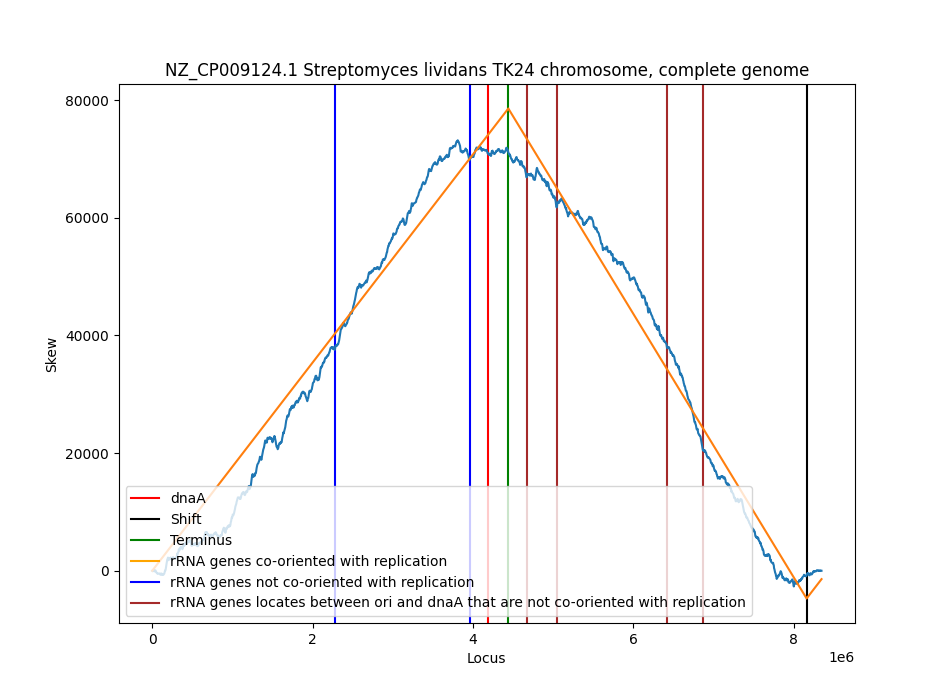 NZ_CP009124.1 Streptomyces lividans TK24 chromosome, complete genome
80000
60000
40000
20000
0
Skew
dnaA
Shift
Terminus
rRNA genes co-oriented with replication
rRNA genes not co-oriented with replication
rRNA genes locates between ori and dnaA that are not co-oriented with replication
0 2 4 6 8
Locus
1e6